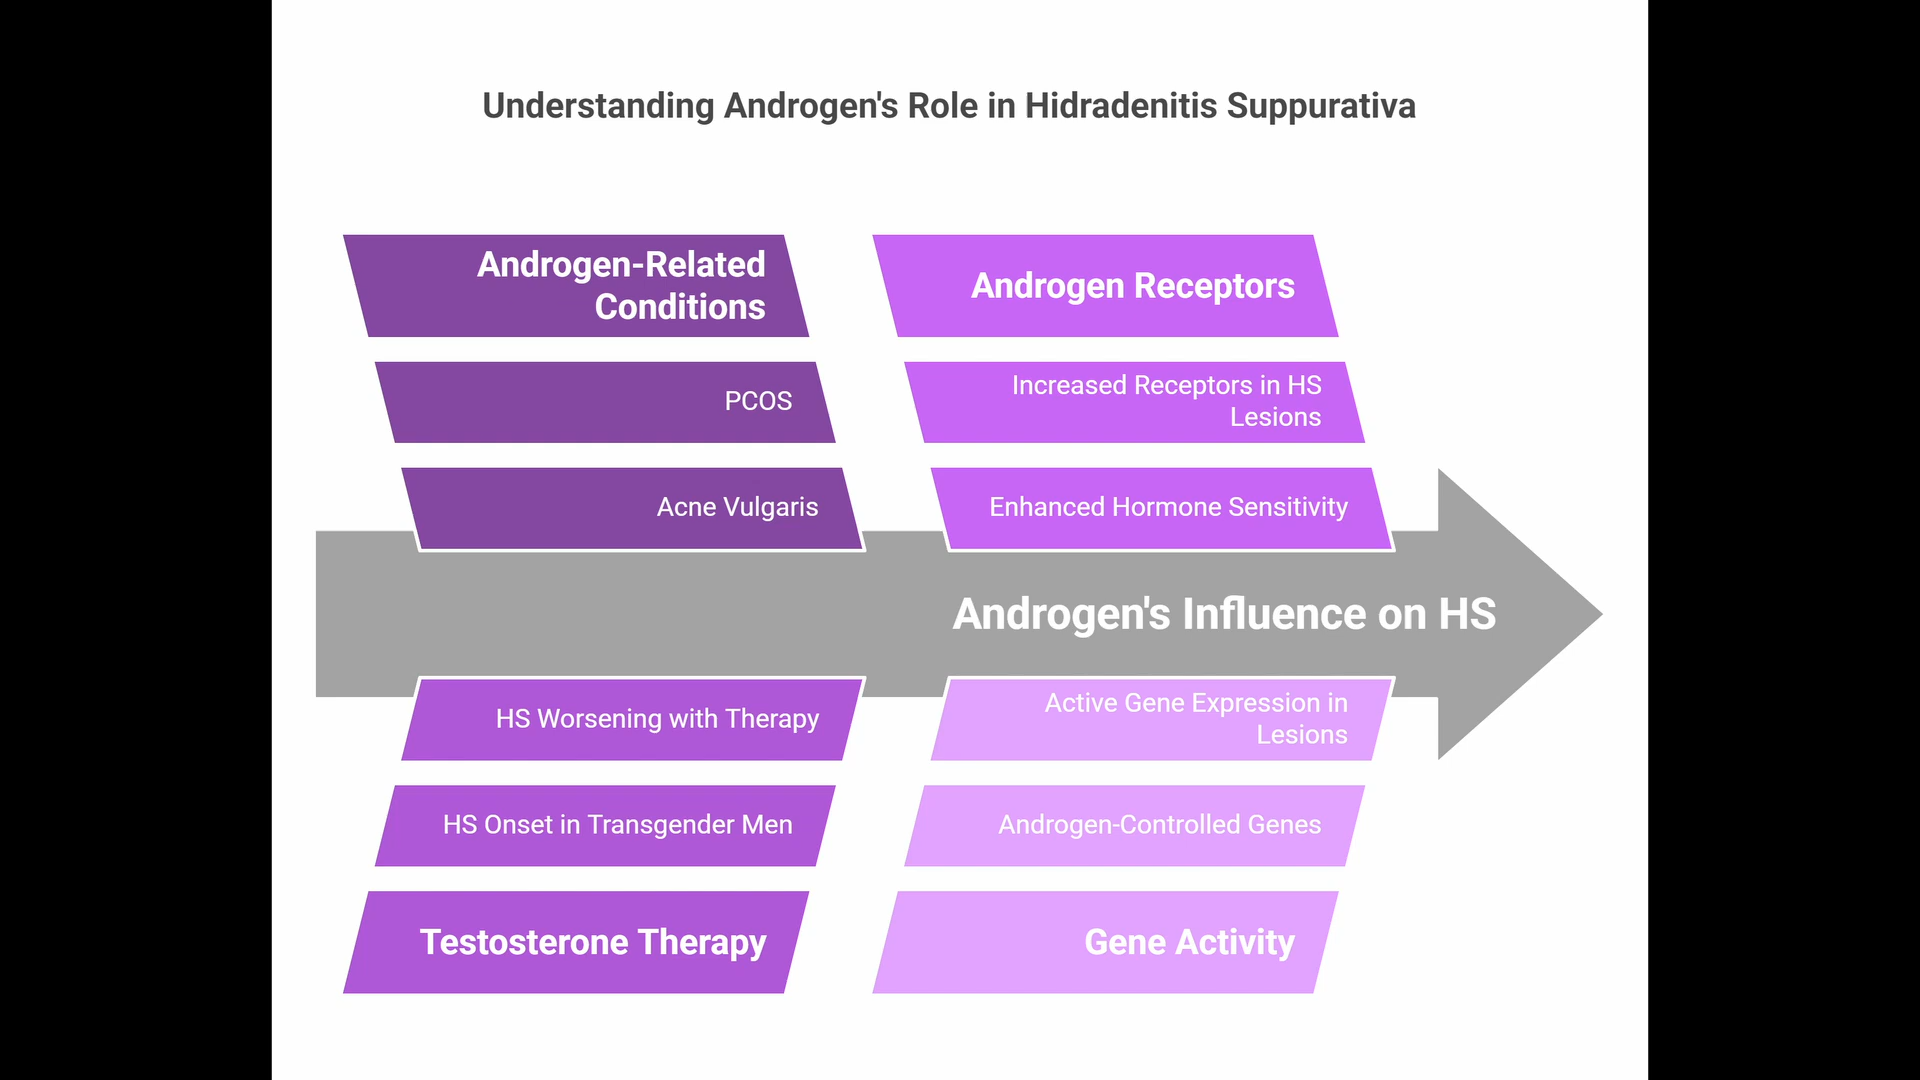 Understanding Androgen's Role in Hidradenitis Suppurativa
Androgen-Related
Conditions
PCOS
Acne Vulgaris
Androgen Receptors
Increased Receptors in HS
Lesions
Enhanced Hormone Sensitivity
Androgen's Influence on HS
HS Worsening with Therapy
HS Onset in Transgender Men
Testosterone Therapy
Active Gene Expression in
Lesions
Androgen-Controlled Genes
Gene Activity